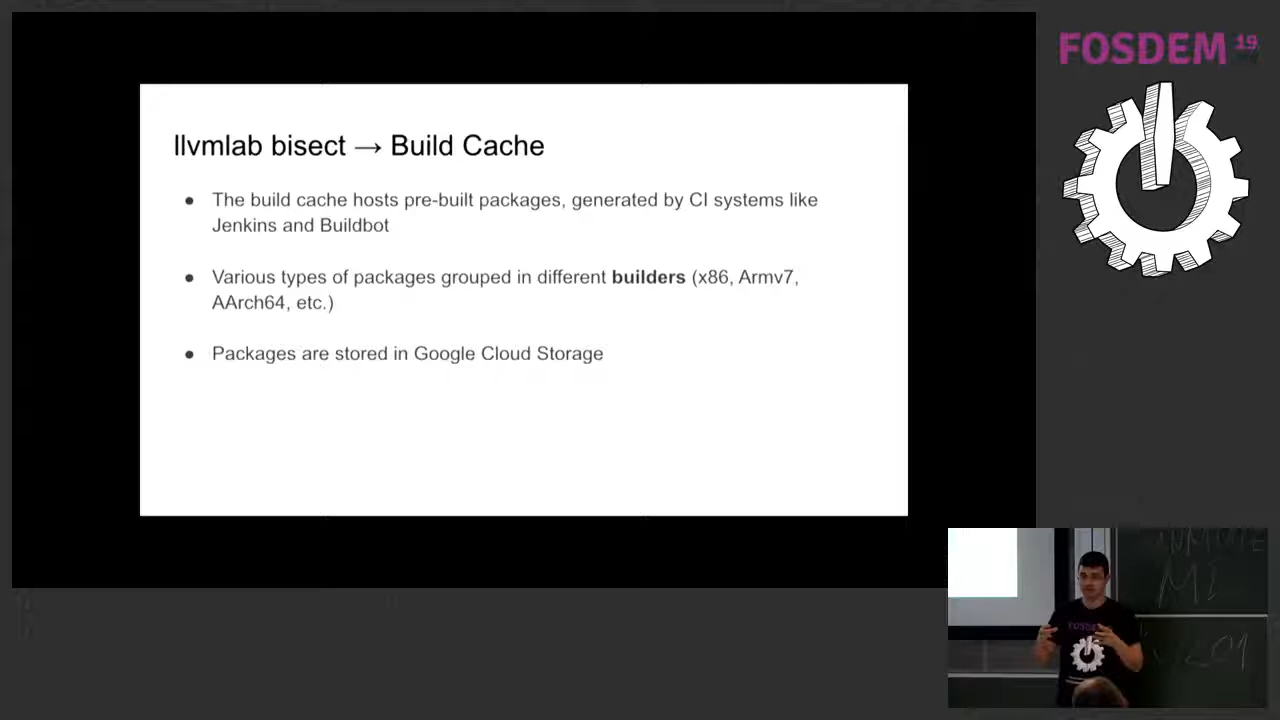 FOSDEM 19
llvmlab bisect → Build Cache
● The build cache hosts pre-built packages, generated by CI systems like
Jenkins and Buildbot
● Various types of packages grouped in different builders (x86, Armv7,
AArch64, etc.)
● Packages are stored in Google Cloud Storage
FOSDEM
MI